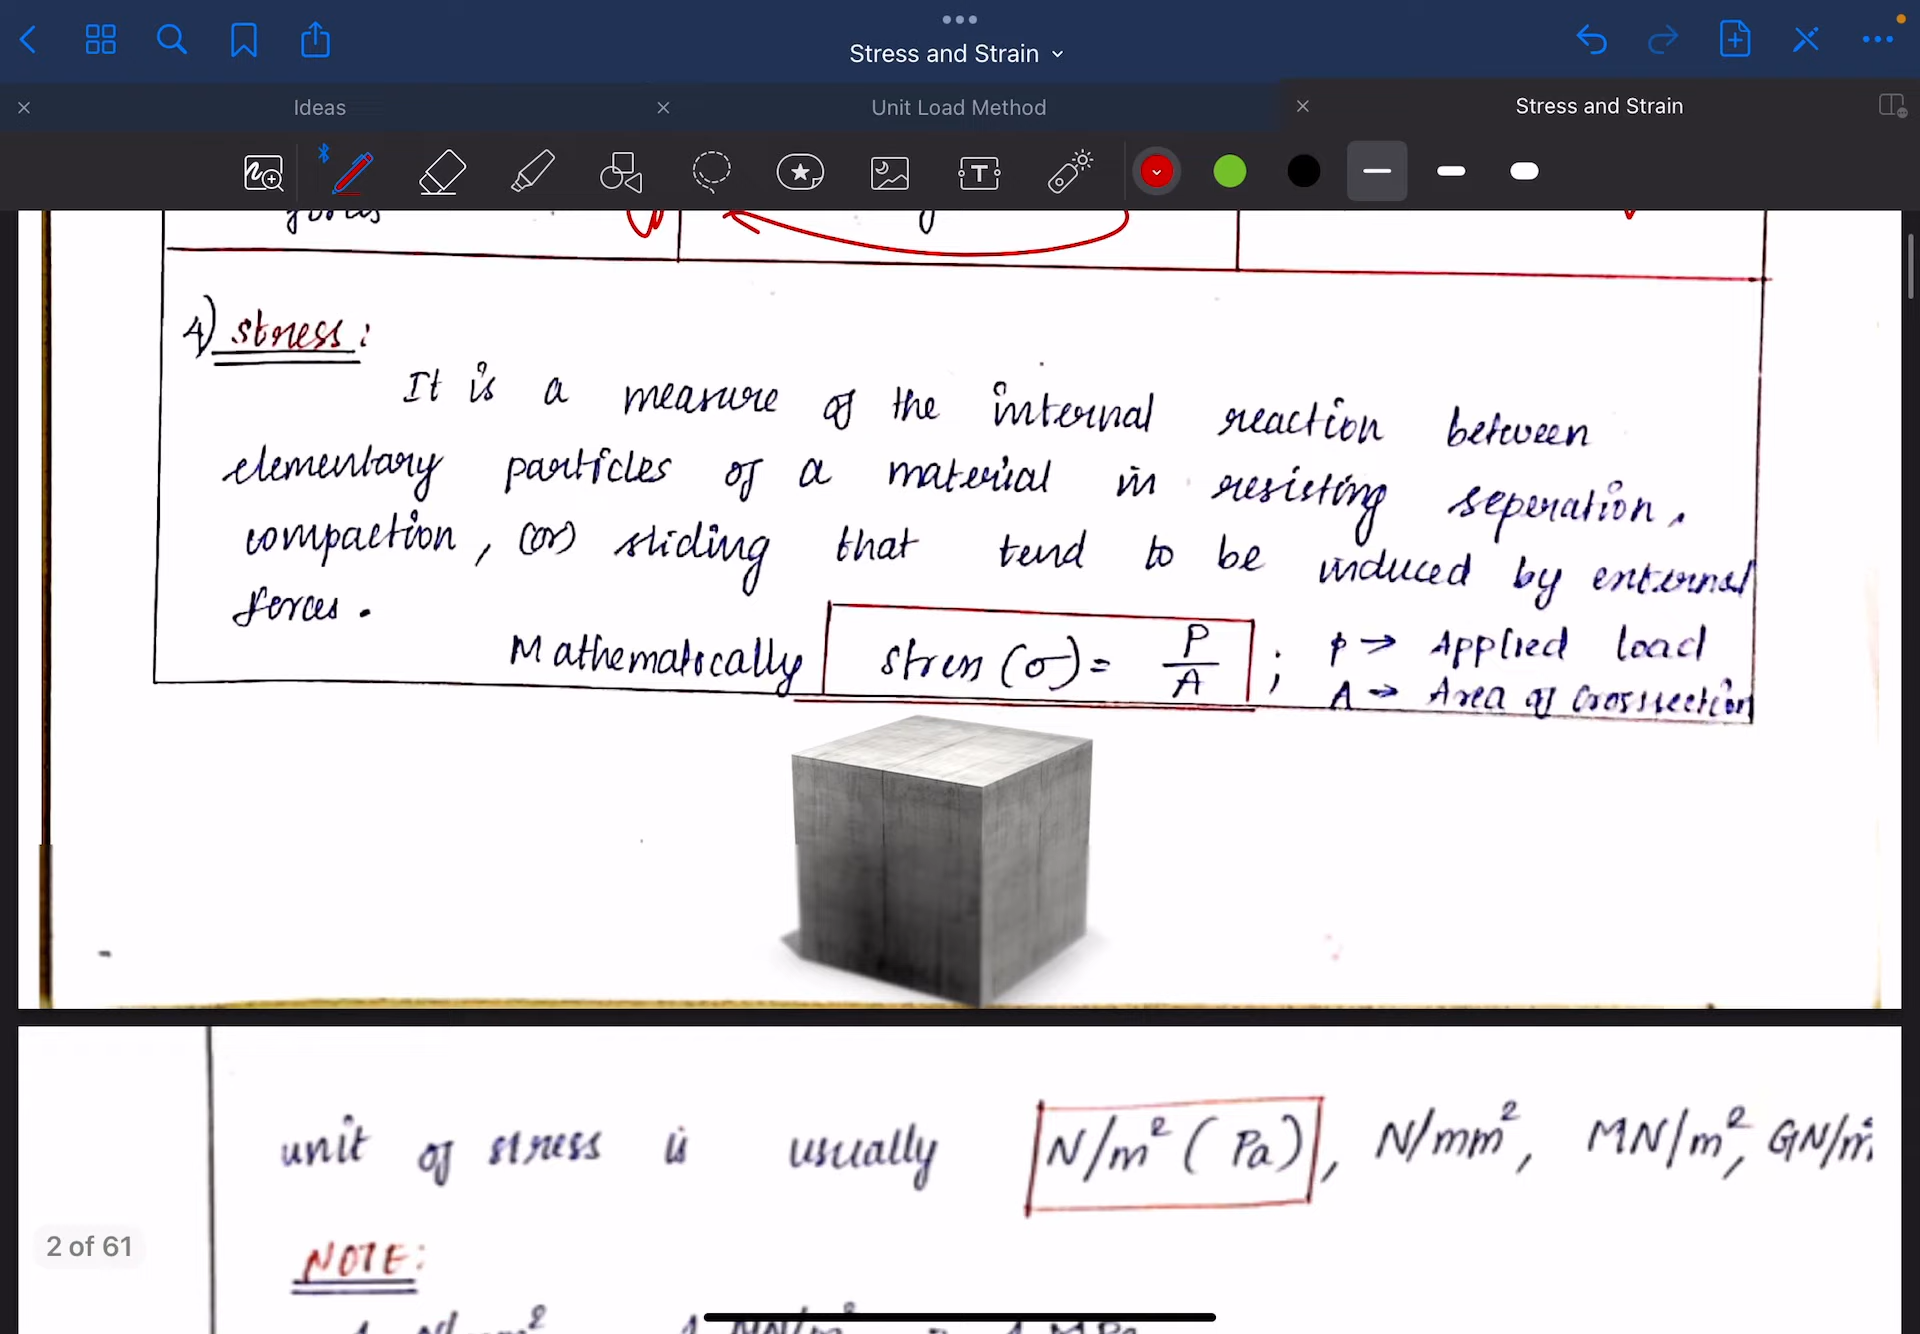 Stress and Strain
Ideas
Unit Load Method
Stress and Strain
T
4) stress:
It is a measure of the internal reaction between
elementary particles of a material in resisting seperation,
compaction, (or) sliding that tend to be induced by external
forces.
Mathematically stress (σ) = P/A ; P → Applied load
A → Area of Crossection
unit of stress is usually N/m² (Pa), N/mm², MN/m², GN/m²
2 of 61
NOTE: